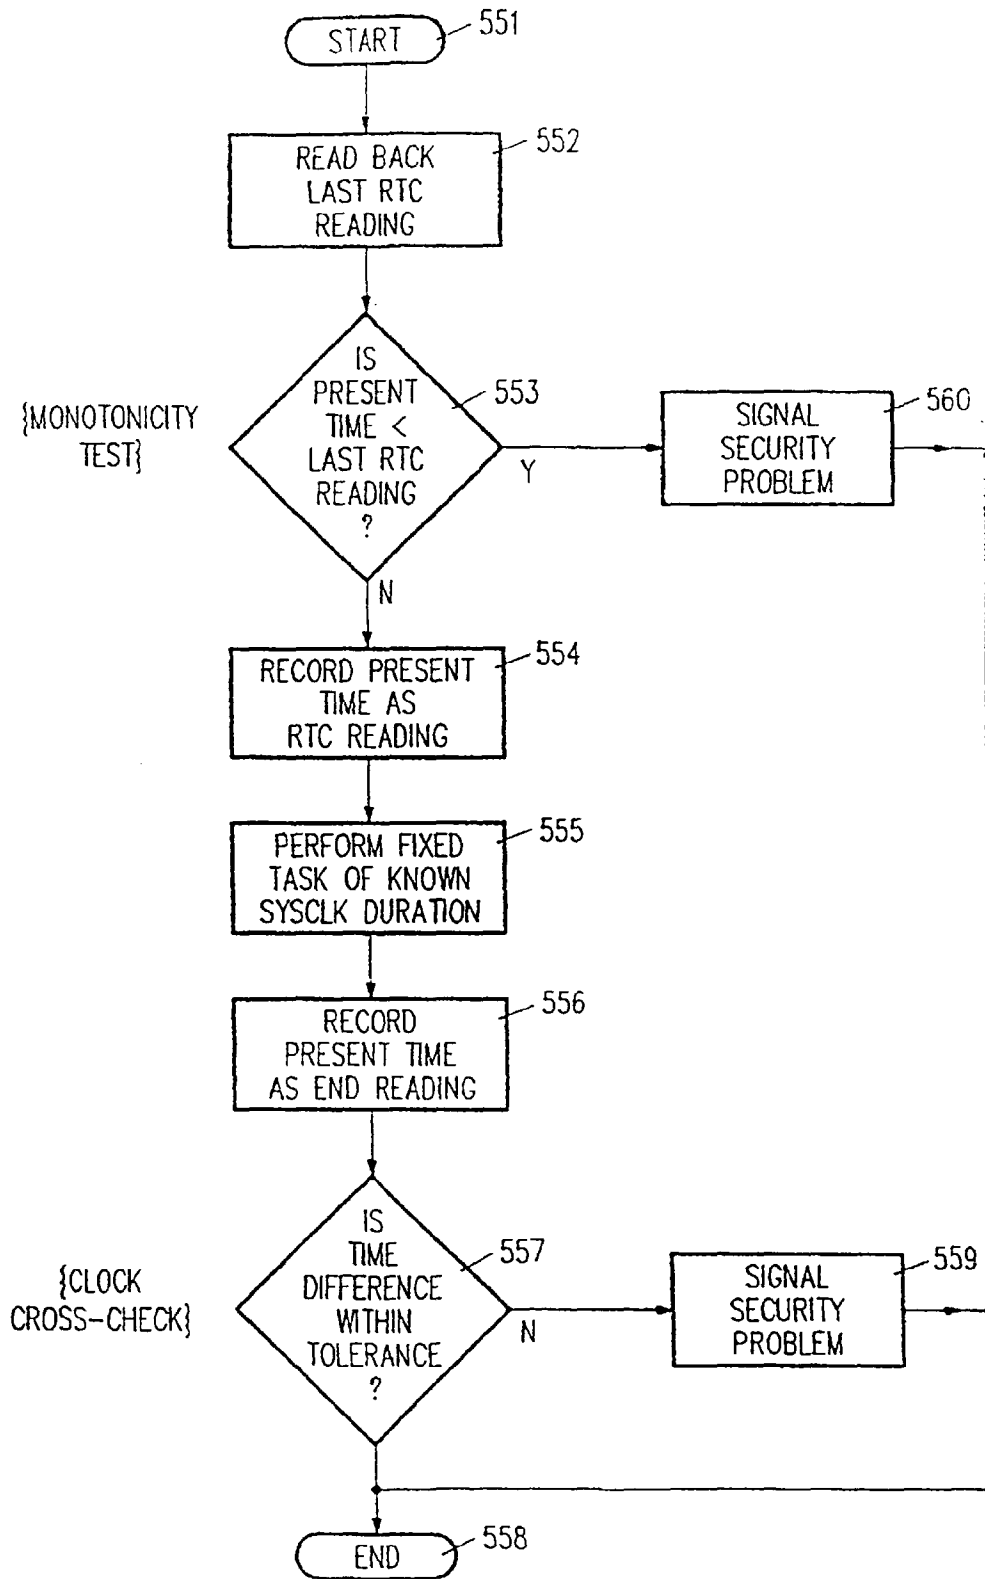 START
551
READ BACK
LAST RTC
READING
552
IS
PRESENT
TIME <
LAST RTC
READING
?
553
{MONOTONICITY
TEST}
Y
SIGNAL
SECURITY
PROBLEM
560
N
RECORD PRESENT
TIME AS
RTC READING
554
PERFORM FIXED
TASK OF KNOWN
SYSCLK DURATION
555
RECORD
PRESENT TIME
AS END READING
556
IS
TIME
DIFFERENCE
WITHIN
TOLERANCE
?
557
{CLOCK
CROSS-CHECK}
N
SIGNAL
SECURITY
PROBLEM
559
END
558